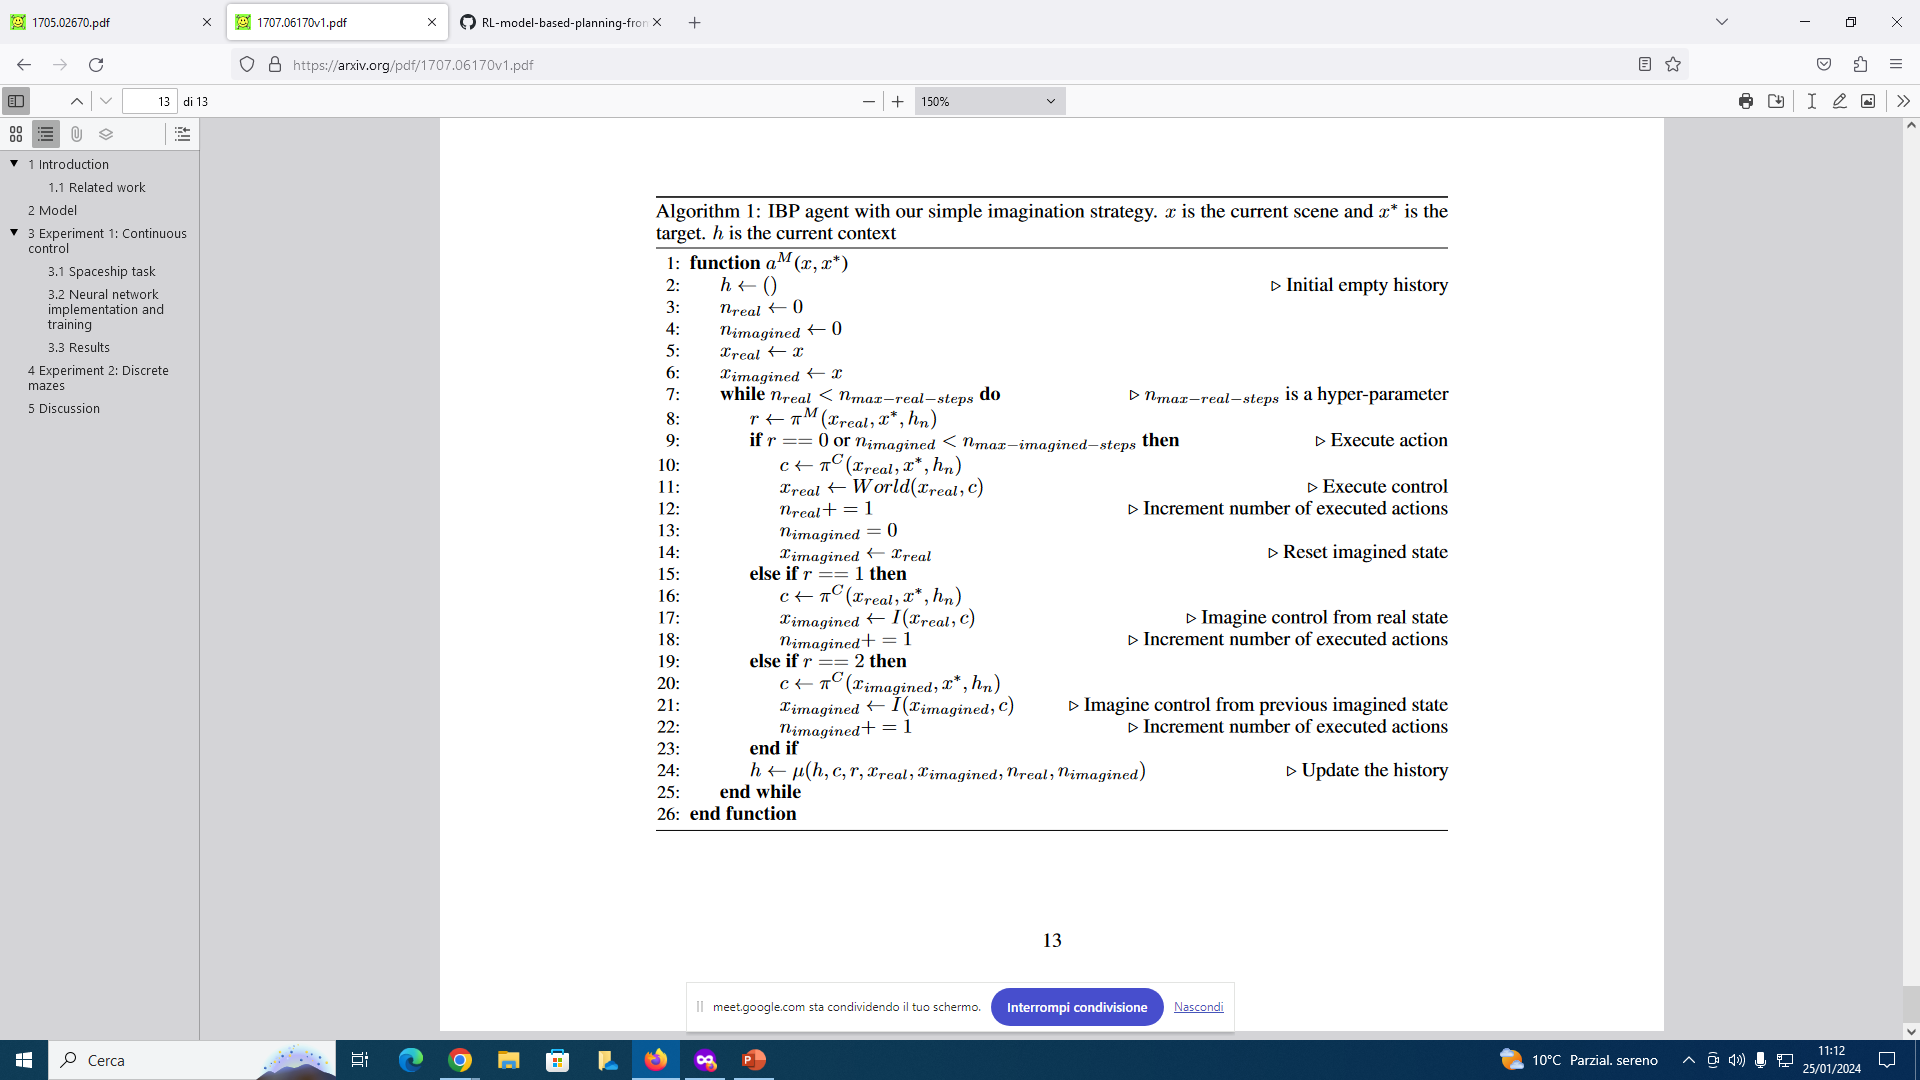 1705.02670.pdf
1707.06170v1.pdf
RL-model-based-planning-fron
https://arxiv.org/pdf/1707.06170v1.pdf
13 di 13
150%
1 Introduction
1.1 Related work
2 Model
3 Experiment 1: Continuous
control
3.1 Spaceship task
3.2 Neural network
implementation and
training
3.3 Results
4 Experiment 2: Discrete
mazes
5 Discussion
Algorithm 1: IBP agent with our simple imagination strategy. x is the current scene and x* is the
target. h is the current context
1: function a^M(x, x*)
2: h ← () ▷ Initial empty history
3: n_real ← 0
4: n_imagined ← 0
5: x_real ← x
6: x_imagined ← x
7: while n_real < n_max−real−steps do ▷ n_max−real−steps is a hyper-parameter
8: r ← π^M(x_real, x*, h_n)
9: if r == 0 or n_imagined < n_max−imagined−steps then ▷ Execute action
10: c ← π^C(x_real, x*, h_n)
11: x_real ← World(x_real, c) ▷ Execute control
12: n_real+ = 1 ▷ Increment number of executed actions
13: n_imagined = 0
14: x_imagined ← x_real ▷ Reset imagined state
15: else if r == 1 then
16: c ← π^C(x_real, x*, h_n)
17: x_imagined ← I(x_real, c) ▷ Imagine control from real state
18: n_imagined+ = 1 ▷ Increment number of executed actions
19: else if r == 2 then
20: c ← π^C(x_imagined, x*, h_n)
21: x_imagined ← I(x_imagined, c) ▷ Imagine control from previous imagined state
22: n_imagined+ = 1 ▷ Increment number of executed actions
23: end if
24: h ← μ(h, c, r, x_real, x_imagined, n_real, n_imagined) ▷ Update the history
25: end while
26: end function
13
meet.google.com sta condividendo il tuo schermo. Interrompi condivisione Nascondi
Cerca
10°C Parzial. sereno
11:12
25/01/2024